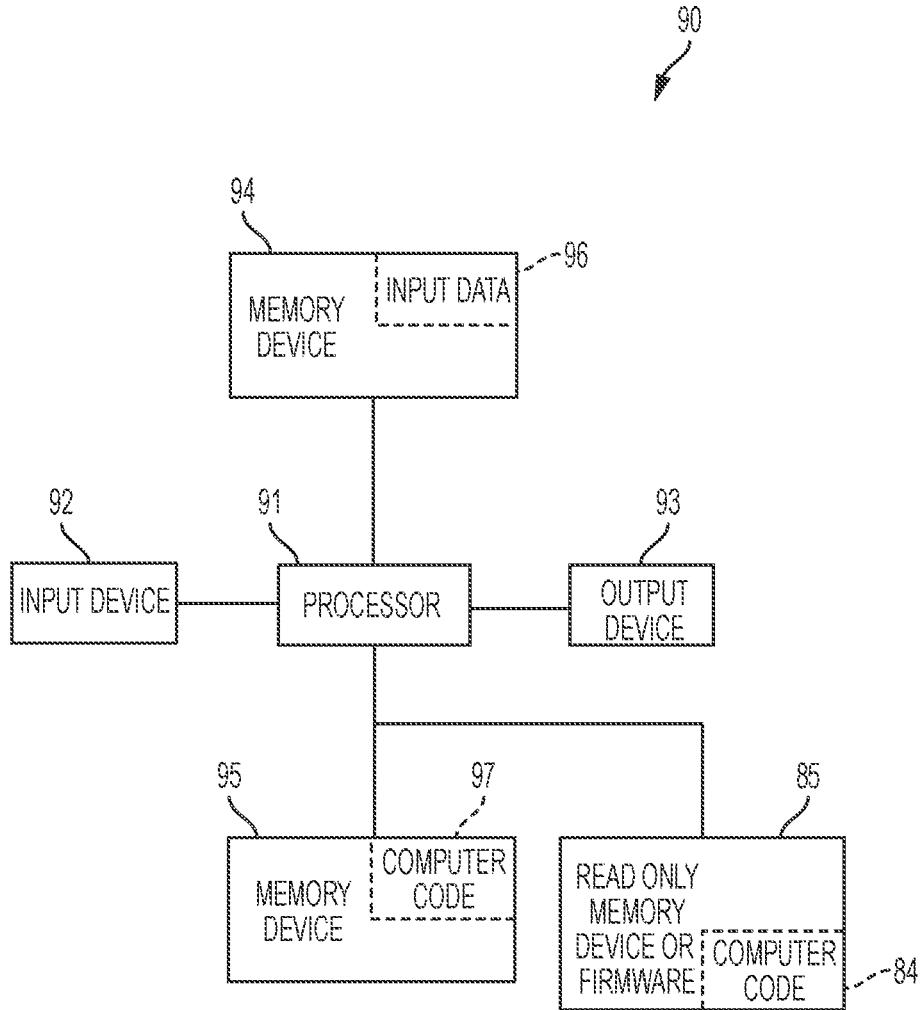 90
94
96
INPUT DATA
MEMORY
DEVICE
92
91
93
INPUT DEVICE
PROCESSOR
OUTPUT
DEVICE
95
97
85
COMPUTER
CODE
MEMORY
DEVICE
READ ONLY
MEMORY
DEVICE OR
FIRMWARE
COMPUTER
CODE
84